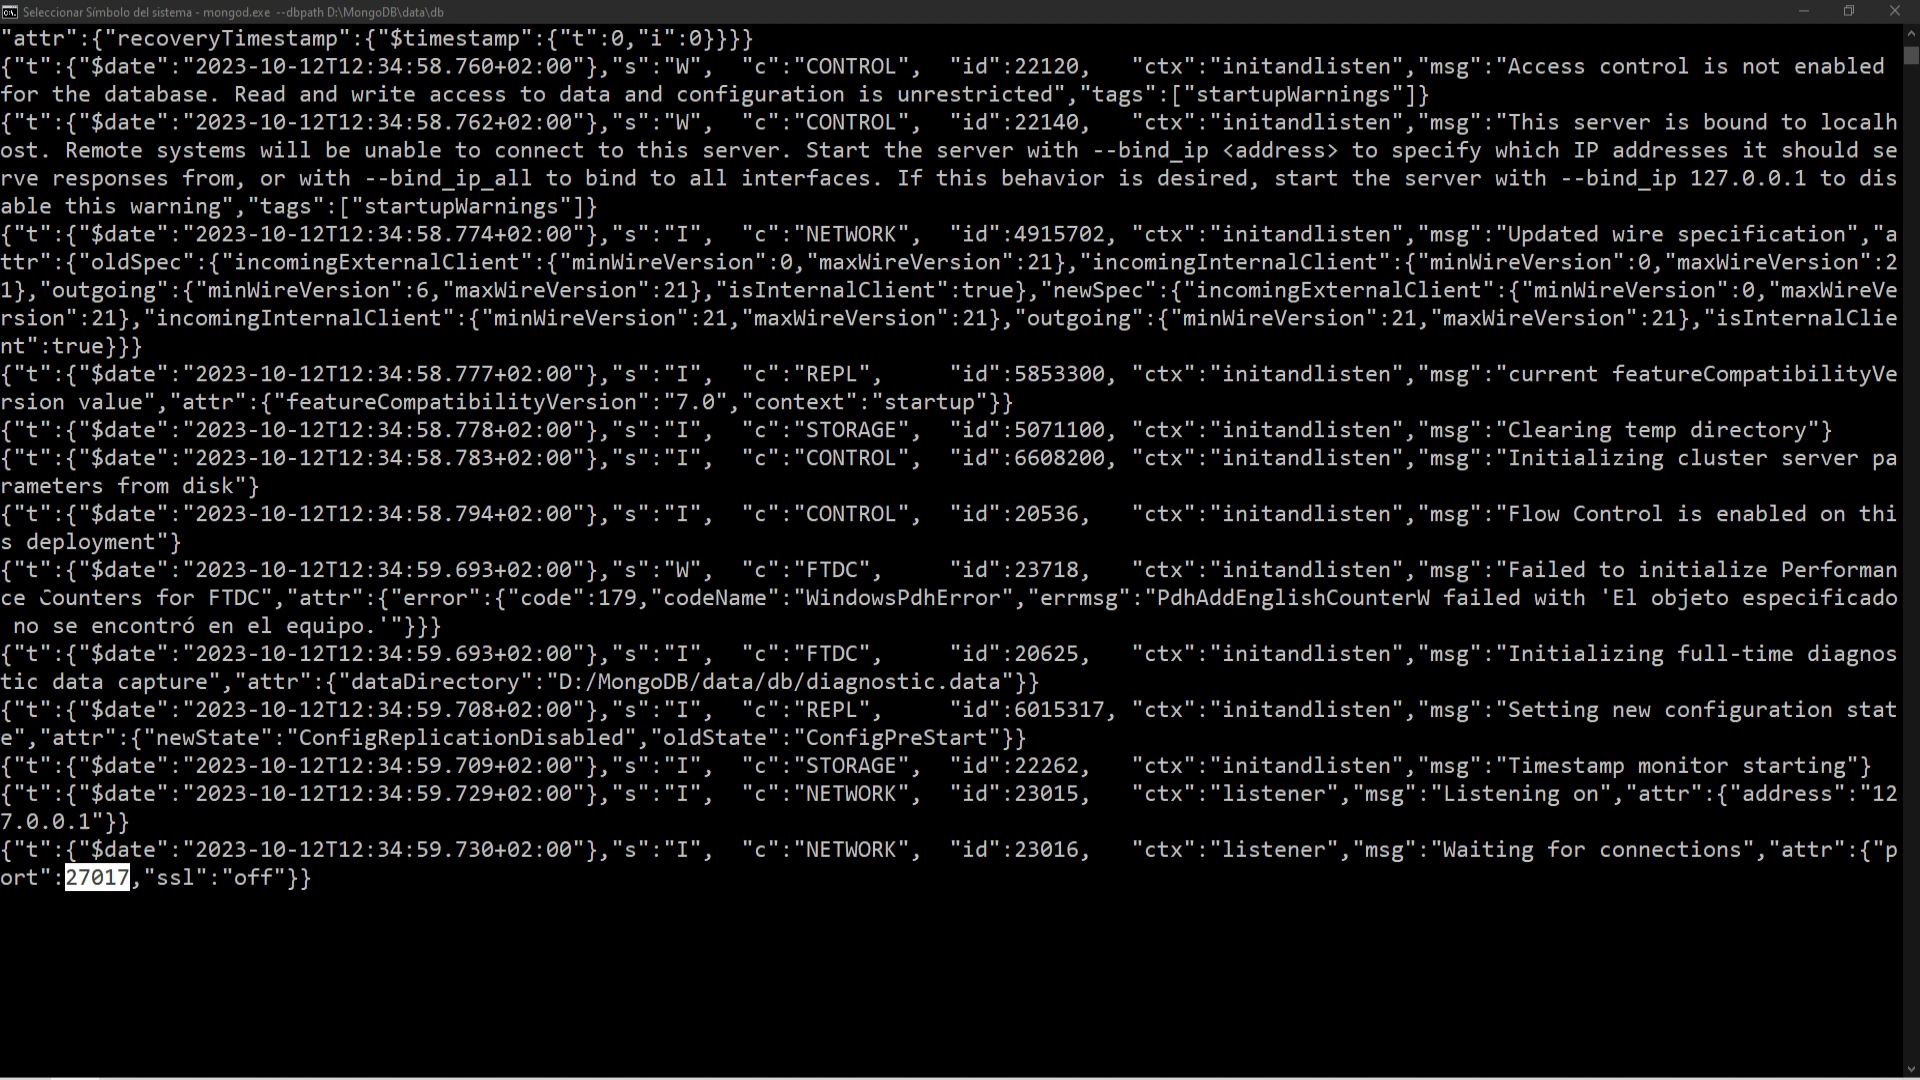 Seleccionar Símbolo del sistema - mongod.exe  --dbpath D:\MongoDB\data\db
"attr":{"recoveryTimestamp":{"$timestamp":{"t":0,"i":0}}}}
{"t":{"$date":"2023-10-12T12:34:58.760+02:00"},"s":"W",  "c":"CONTROL",  "id":22120,   "ctx":"initandlisten","msg":"Access control is not enabled
for the database. Read and write access to data and configuration is unrestricted","tags":["startupWarnings"]}
{"t":{"$date":"2023-10-12T12:34:58.762+02:00"},"s":"W",  "c":"CONTROL",  "id":22140,   "ctx":"initandlisten","msg":"This server is bound to localh
ost. Remote systems will be unable to connect to this server. Start the server with --bind_ip <address> to specify which IP addresses it should se
rve responses from, or with --bind_ip_all to bind to all interfaces. If this behavior is desired, start the server with --bind_ip 127.0.0.1 to dis
able this warning","tags":["startupWarnings"]}
{"t":{"$date":"2023-10-12T12:34:58.774+02:00"},"s":"I",  "c":"NETWORK",  "id":4915702, "ctx":"initandlisten","msg":"Updated wire specification","a
ttr":{"oldSpec":{"incomingExternalClient":{"minWireVersion":0,"maxWireVersion":21},"incomingInternalClient":{"minWireVersion":0,"maxWireVersion":2
1},"outgoing":{"minWireVersion":6,"maxWireVersion":21},"isInternalClient":true},"newSpec":{"incomingExternalClient":{"minWireVersion":0,"maxWireVe
rsion":21},"incomingInternalClient":{"minWireVersion":21,"maxWireVersion":21},"outgoing":{"minWireVersion":21,"maxWireVersion":21},"isInternalClie
nt":true}}}
{"t":{"$date":"2023-10-12T12:34:58.777+02:00"},"s":"I",  "c":"REPL",     "id":5853300, "ctx":"initandlisten","msg":"current featureCompatibilityVe
rsion value","attr":{"featureCompatibilityVersion":"7.0","context":"startup"}}
{"t":{"$date":"2023-10-12T12:34:58.778+02:00"},"s":"I",  "c":"STORAGE",  "id":5071100, "ctx":"initandlisten","msg":"Clearing temp directory"}
{"t":{"$date":"2023-10-12T12:34:58.783+02:00"},"s":"I",  "c":"CONTROL",  "id":6608200, "ctx":"initandlisten","msg":"Initializing cluster server pa
rameters from disk"}
{"t":{"$date":"2023-10-12T12:34:58.794+02:00"},"s":"I",  "c":"CONTROL",  "id":20536,   "ctx":"initandlisten","msg":"Flow Control is enabled on thi
s deployment"}
{"t":{"$date":"2023-10-12T12:34:59.693+02:00"},"s":"W",  "c":"FTDC",     "id":23718,   "ctx":"initandlisten","msg":"Failed to initialize Performan
ce Counters for FTDC","attr":{"error":{"code":179,"codeName":"WindowsPdhError","errmsg":"PdhAddEnglishCounterW failed with 'El objeto especificado
 no se encontró en el equipo.'"}}}
{"t":{"$date":"2023-10-12T12:34:59.693+02:00"},"s":"I",  "c":"FTDC",     "id":20625,   "ctx":"initandlisten","msg":"Initializing full-time diagnos
tic data capture","attr":{"dataDirectory":"D:/MongoDB/data/db/diagnostic.data"}}
{"t":{"$date":"2023-10-12T12:34:59.708+02:00"},"s":"I",  "c":"REPL",     "id":6015317, "ctx":"initandlisten","msg":"Setting new configuration stat
e","attr":{"newState":"ConfigReplicationDisabled","oldState":"ConfigPreStart"}}
{"t":{"$date":"2023-10-12T12:34:59.709+02:00"},"s":"I",  "c":"STORAGE",  "id":22262,   "ctx":"initandlisten","msg":"Timestamp monitor starting"}
{"t":{"$date":"2023-10-12T12:34:59.729+02:00"},"s":"I",  "c":"NETWORK",  "id":23015,   "ctx":"listener","msg":"Listening on","attr":{"address":"12
7.0.0.1"}}
{"t":{"$date":"2023-10-12T12:34:59.730+02:00"},"s":"I",  "c":"NETWORK",  "id":23016,   "ctx":"listener","msg":"Waiting for connections","attr":{"p
ort":27017,"ssl":"off"}}